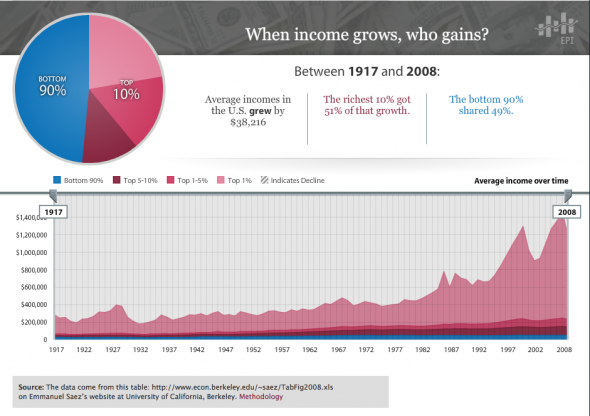 When income grows, who gains?
EPI
BOTTOM
90%
TOP
10%
Between 1917 and 2008:
Average incomes in
the U.S. grew by
$38,216
The richest 10% got
51% of that growth.
The bottom 90%
shared 49%.
Bottom 90% Top 5-10% Top 1-5% Top 1% Indicates Decline
Average income over time
1917 2008
$1,400,000
$1,200,000
$1,000,000
$800,000
$600,000
$400,000
$200,000
0
1917 1922 1927 1932 1937 1942 1947 1952 1957 1962 1967 1972 1977 1982 1987 1992 1997 2002 2008
Source: The data come from this table: http://www.econ.berkeley.edu/~saez/TabFig2008.xls
on Emmanuel Saez's website at University of California, Berkeley. Methodology